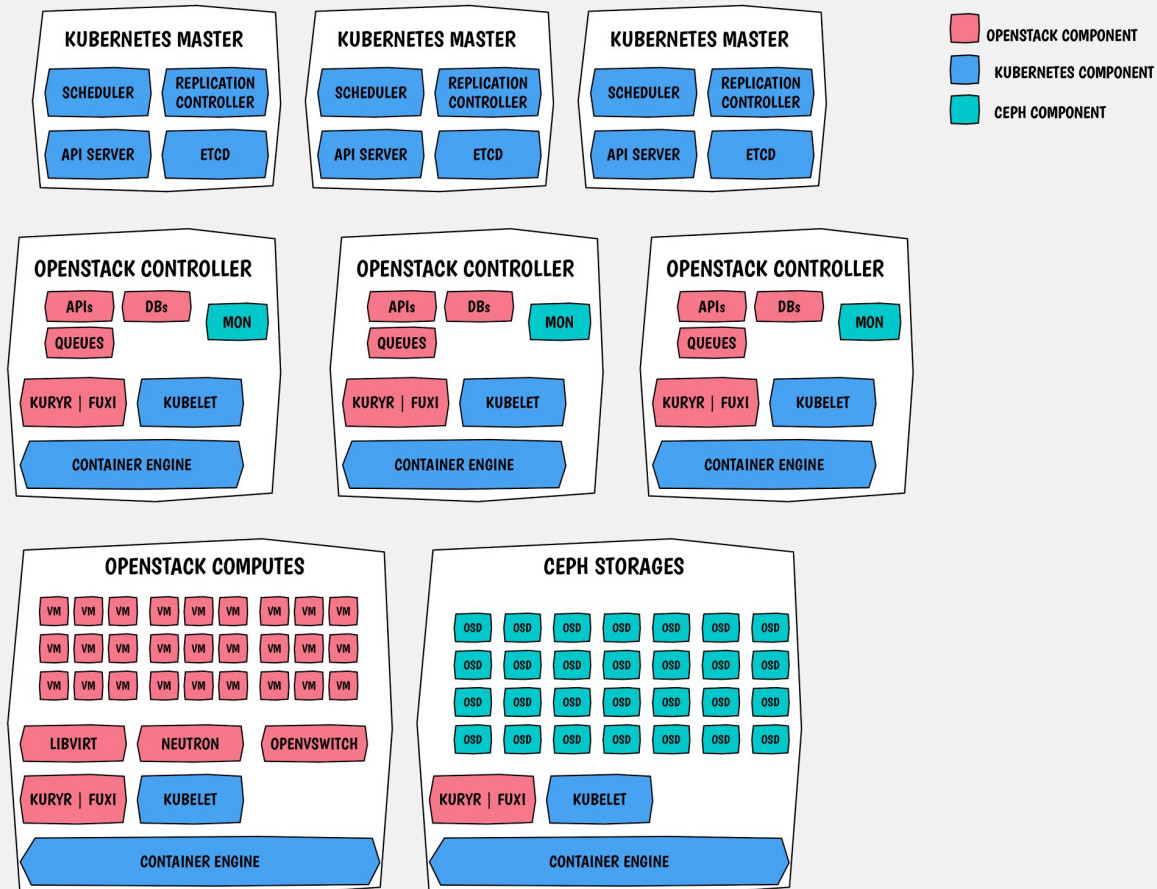 KUBERNETES MASTER
SCHEDULER
REPLICATION
CONTROLLER
API SERVER
ETCD
KUBERNETES MASTER
SCHEDULER
REPLICATION
CONTROLLER
API SERVER
ETCD
KUBERNETES MASTER
SCHEDULER
REPLICATION
CONTROLLER
API SERVER
ETCD
OPENSTACK COMPONENT
KUBERNETES COMPONENT
CEPH COMPONENT
OPENSTACK CONTROLLER
APIs
DBs
MON
QUEUES
KURYR | FUXI
KUBELET
CONTAINER ENGINE
OPENSTACK CONTROLLER
APIs
DBs
MON
QUEUES
KURYR | FUXI
KUBELET
CONTAINER ENGINE
OPENSTACK CONTROLLER
APIs
DBs
MON
QUEUES
KURYR | FUXI
KUBELET
CONTAINER ENGINE
OPENSTACK COMPUTES
VM VM VM VM VM VM VM VM VM
VM VM VM VM VM VM VM VM VM
VM VM VM VM VM VM VM VM VM
LIBVIRT
NEUTRON
OPENVSWITCH
KURYR | FUXI
KUBELET
CONTAINER ENGINE
CEPH STORAGES
OSD OSD OSD OSD OSD OSD OSD
OSD OSD OSD OSD OSD OSD OSD
OSD OSD OSD OSD OSD OSD OSD
OSD OSD OSD OSD OSD OSD OSD
KURYR | FUXI
KUBELET
CONTAINER ENGINE